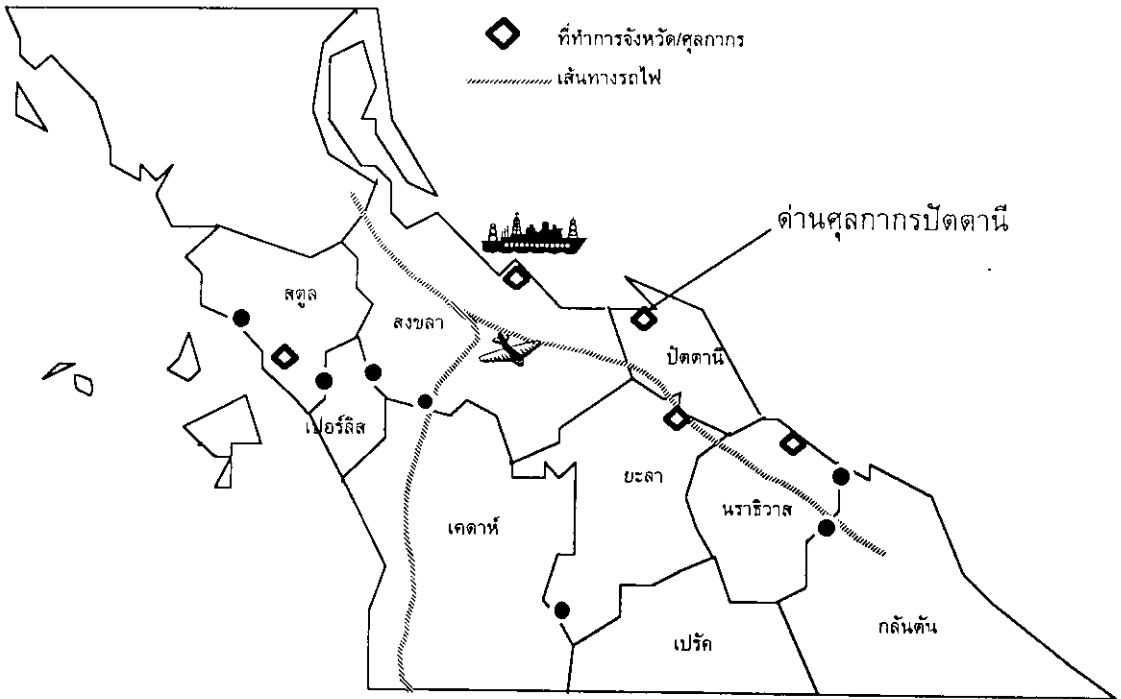 ที่ทำการจังหวัด/ศุลกากร
เส้นทางรถไฟ
ด่านศุลกากรปัตตานี
สตูล
สงขลา
ปัตตานี
เปอร์ลิส
ยะลา
นราธิวาส
เคดาห์
เปรัค
กลันตัน